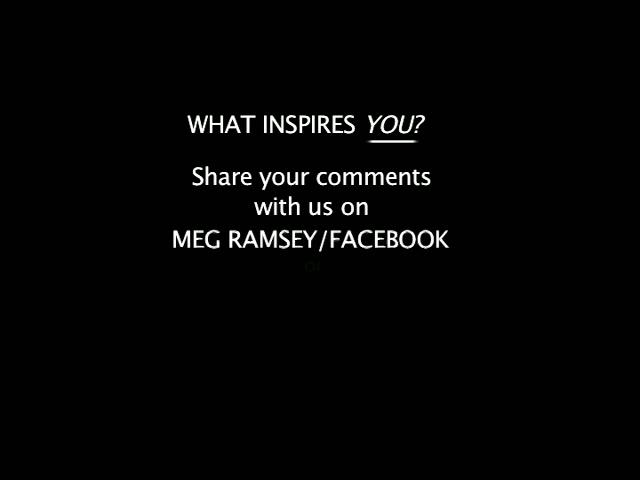 WHAT INSPIRES YOU?
Share your comments
with us on
MEG RAMSEY/FACEBOOK